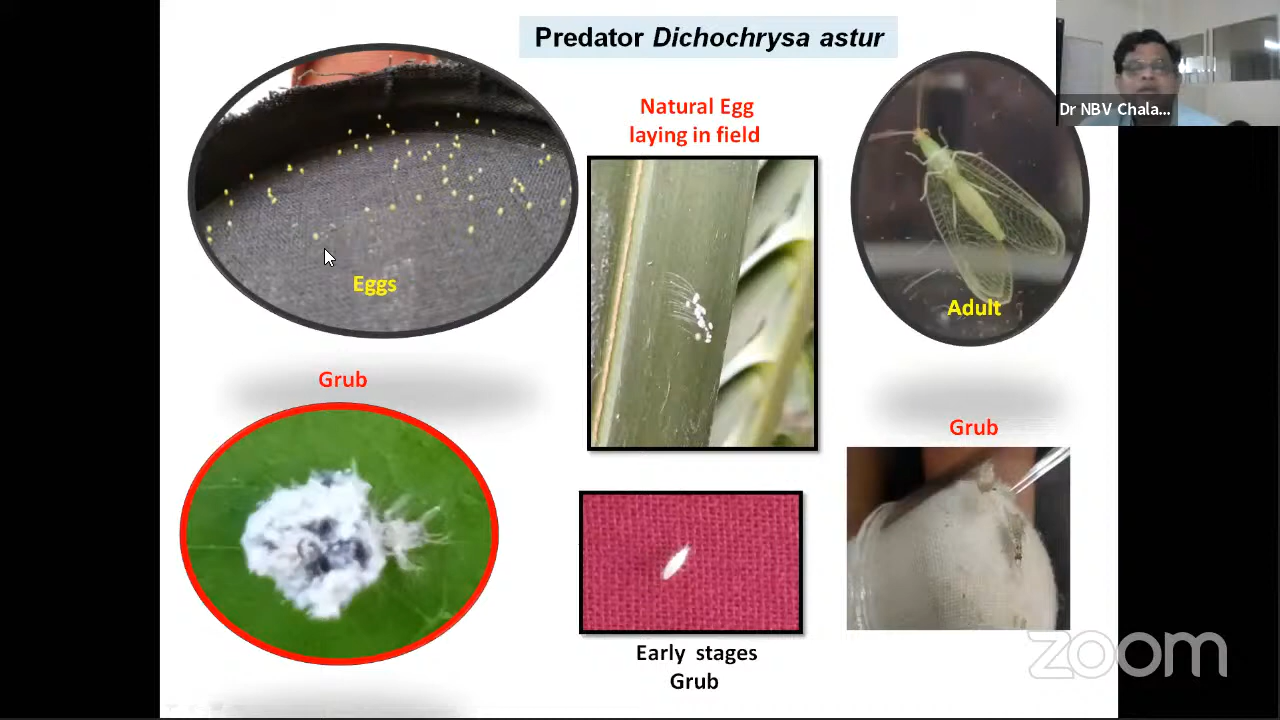 Predator Dichochrysa astur
Dr NBV Chala...
Natural Egg
laying in field
Eggs
Adult
Grub
Grub
Early stages
Grub
zoom